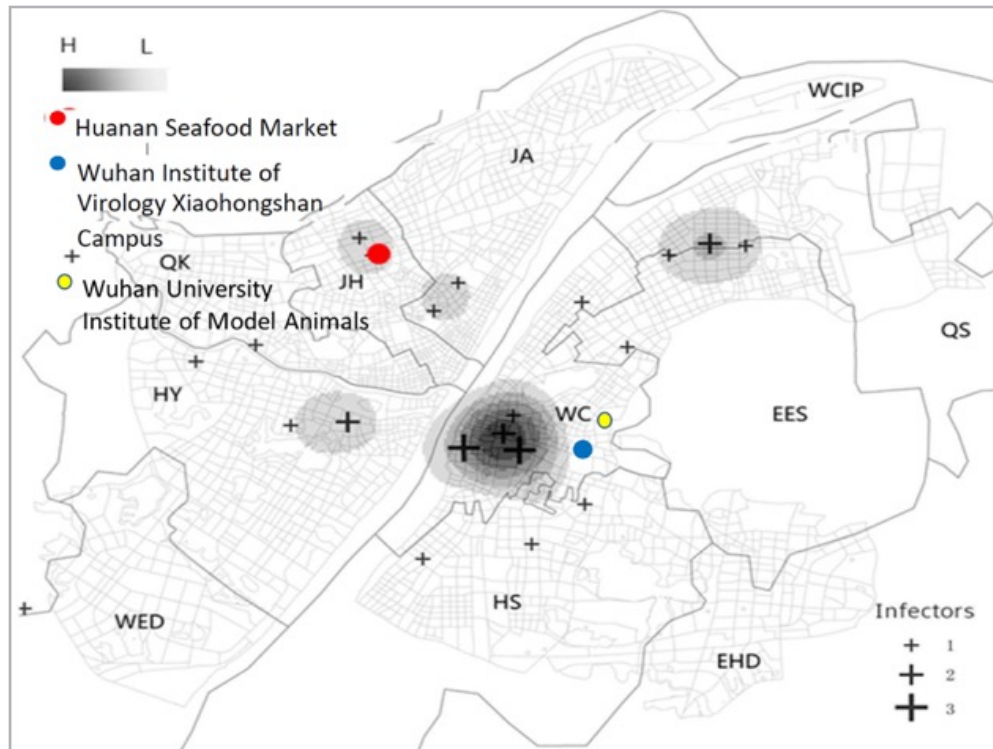 H L
Huanan Seafood Market
Wuhan Institute of
Virology Xiaohongshan
Campus
Wuhan University
Institute of Model Animals
WCIP
JA
QK
JH
QS
HY
WC
EES
WED
HS
EHD
Infectors
1
2
3